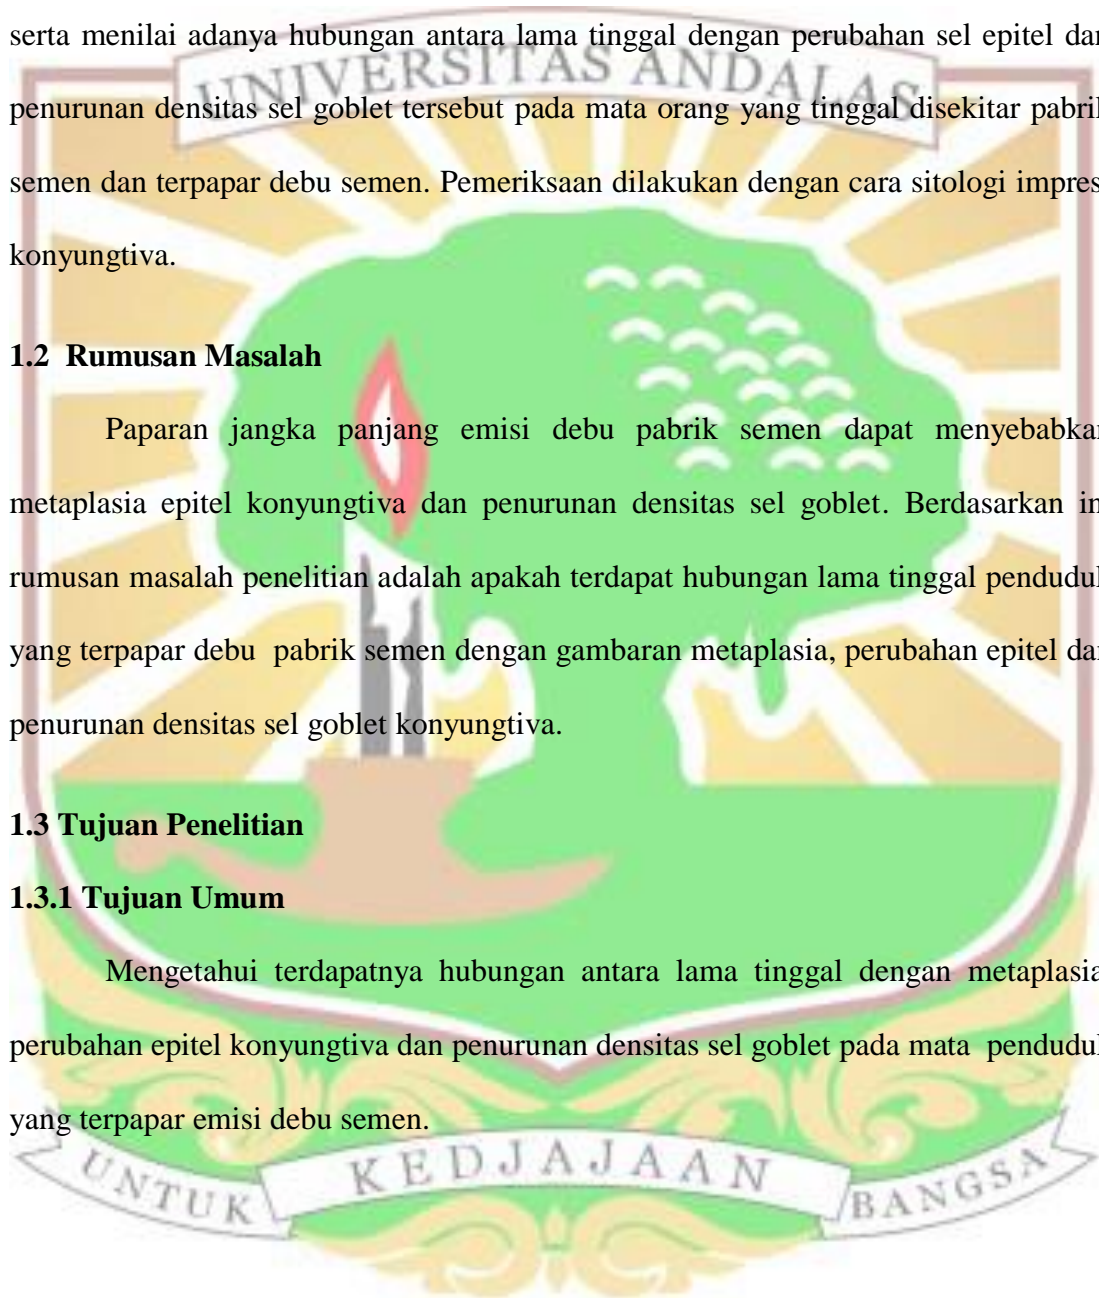 serta menilai adanya hubungan antara lama tinggal dengan perubahan sel epitel dan
UNIVERSITAS ANDALAS
penurunan densitas sel goblet tersebut pada mata orang yang tinggal disekitar pabrik
semen dan terpapar debu semen. Pemeriksaan dilakukan dengan cara sitologi impres
konyungtiva.
1.2 Rumusan Masalah
Paparan jangka panjang emisi debu pabrik semen dapat menyebabkan
metaplasia epitel konyungtiva dan penurunan densitas sel goblet. Berdasarkan in
rumusan masalah penelitian adalah apakah terdapat hubungan lama tinggal penduduk
yang terpapar debu pabrik semen dengan gambaran metaplasia, perubahan epitel dan
penurunan densitas sel goblet konyungtiva.
1.3 Tujuan Penelitian
1.3.1 Tujuan Umum
Mengetahui terdapatnya hubungan antara lama tinggal dengan metaplasia
perubahan epitel konyungtiva dan penurunan densitas sel goblet pada mata penduduk
yang terpapar emisi debu semen.
UNTUK KEDJAJAAN BANGSA